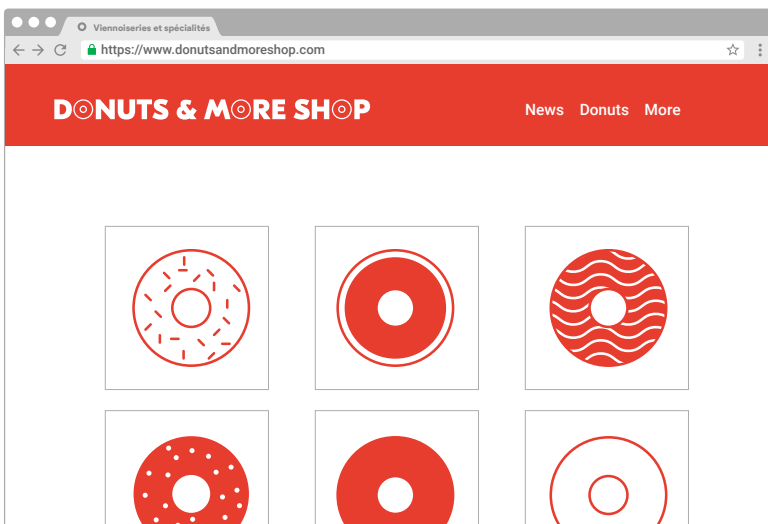 Viennoiseries et spécialités
https://www.donutsandmoreshop.com
DONUTS & MORE SHOP
News Donuts More